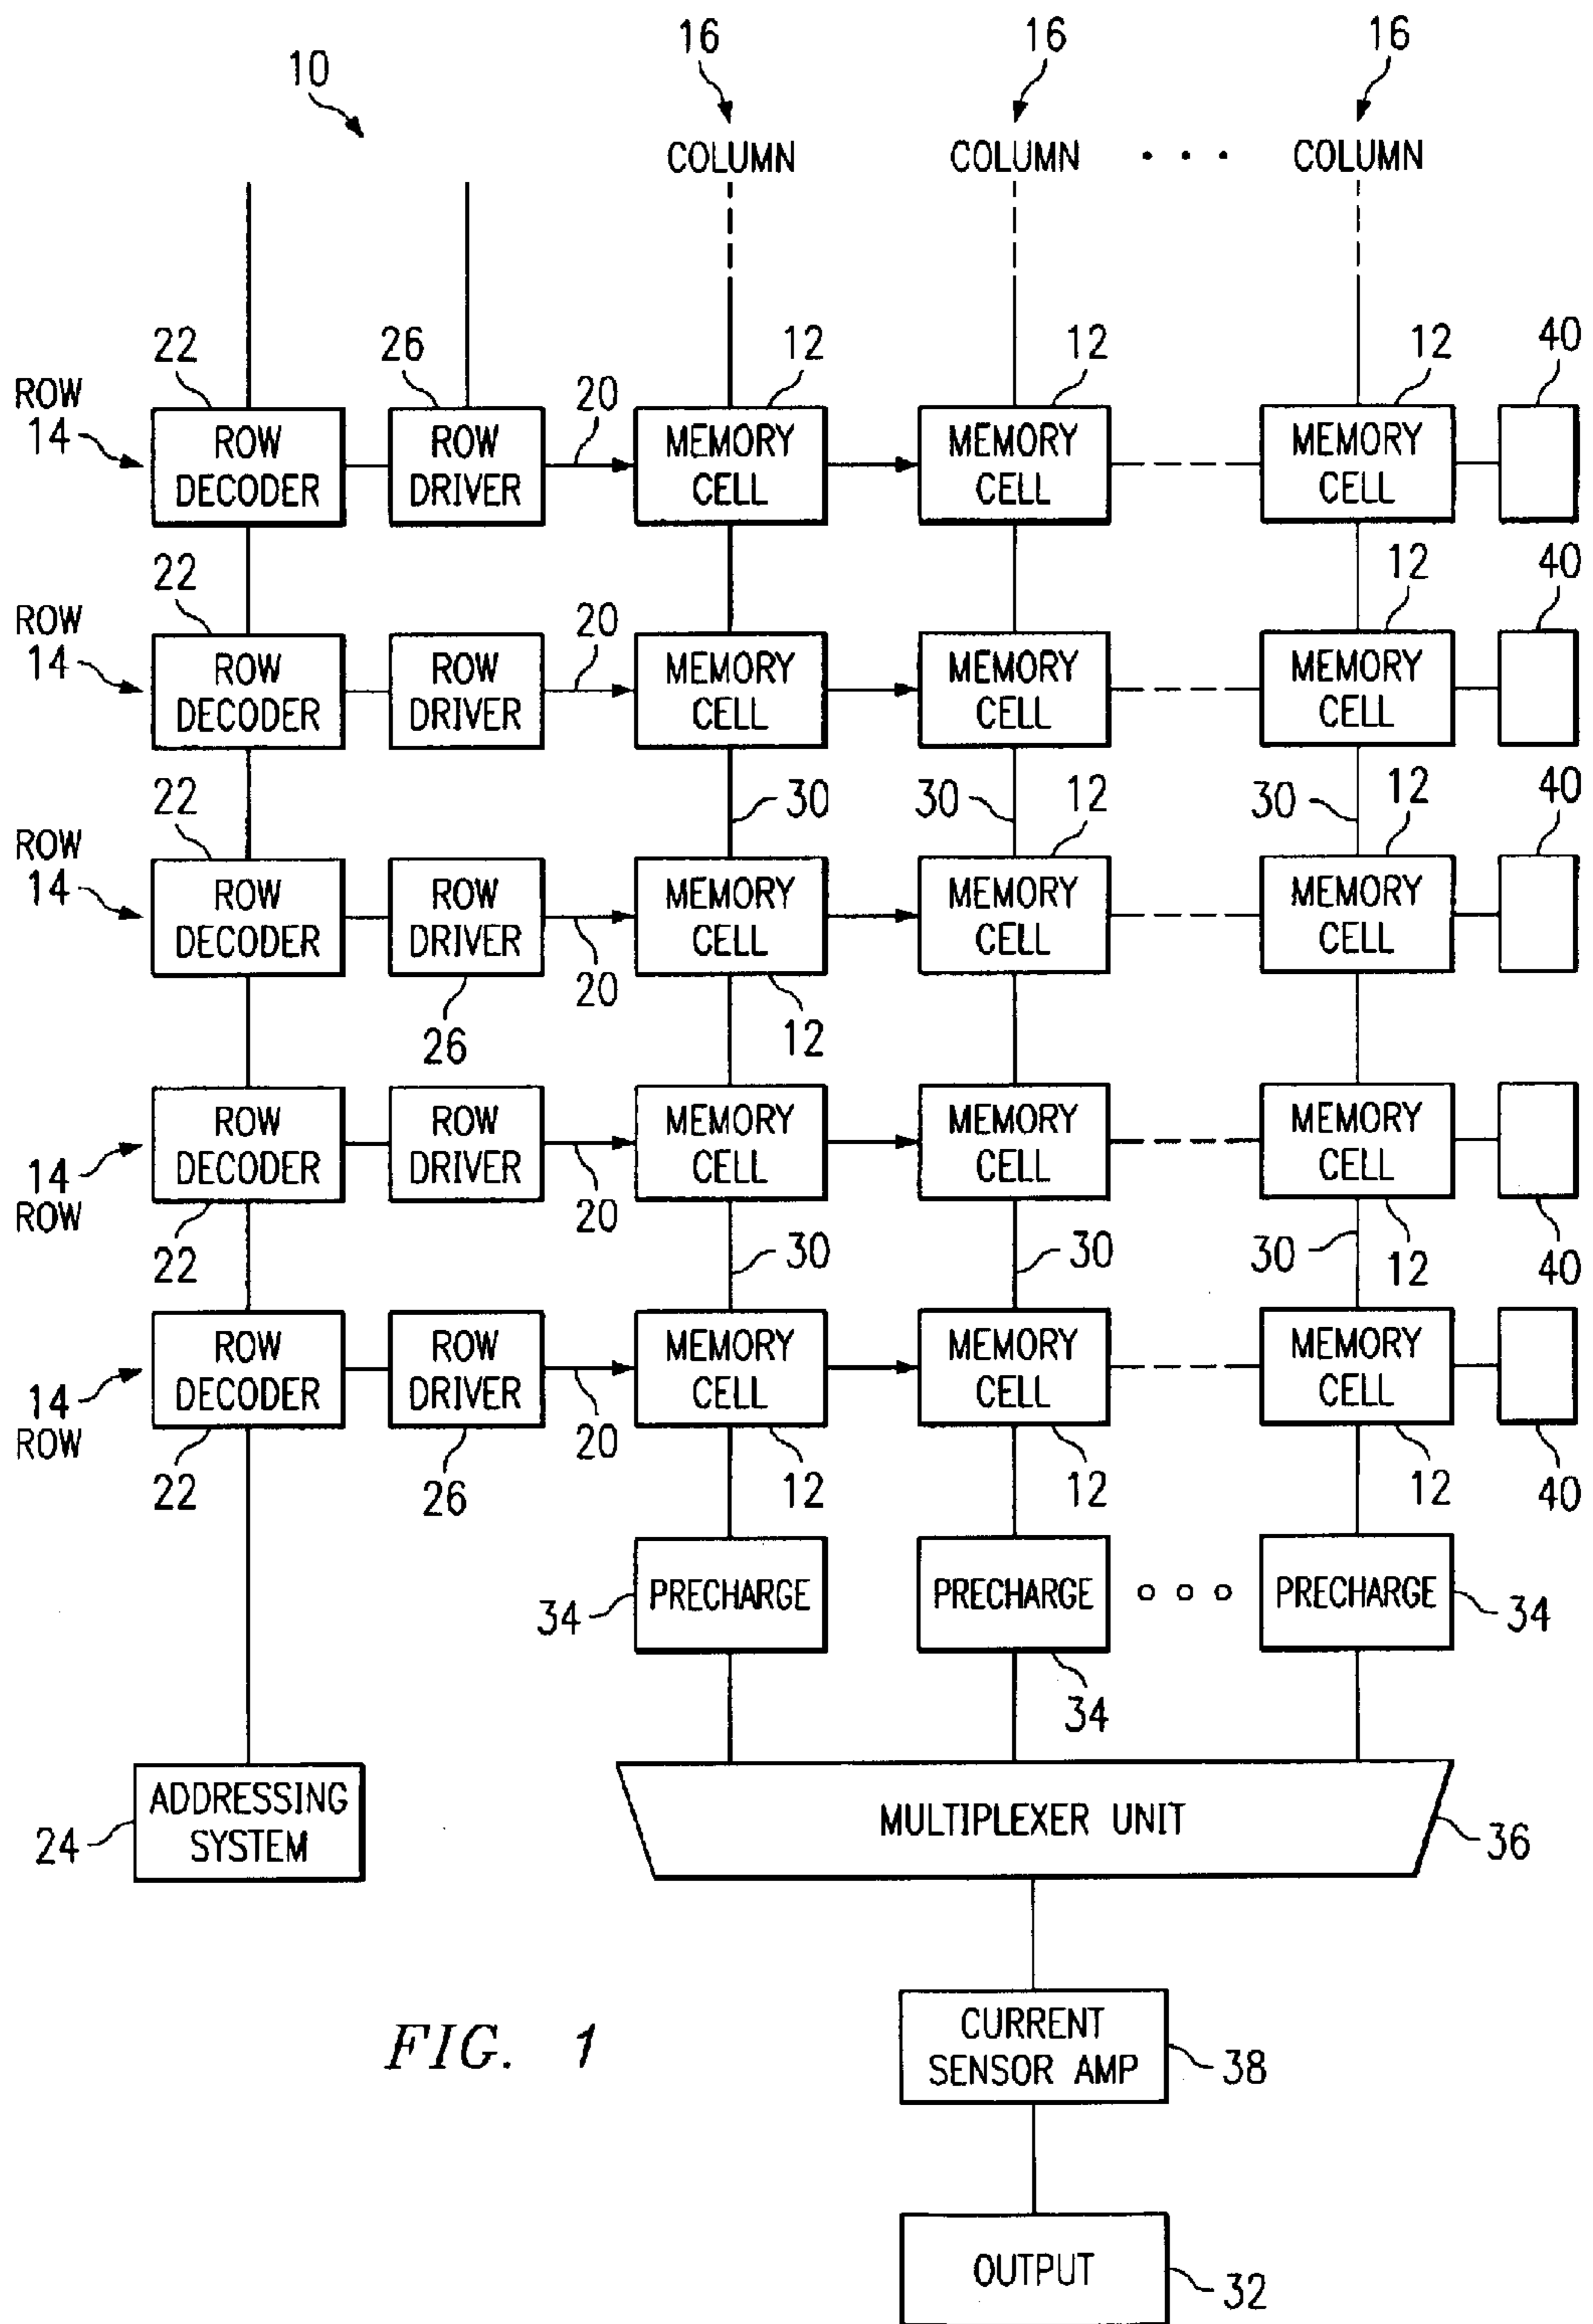 16 16 16
10
COLUMN COLUMN . . . COLUMN
22 26 20 12 12 12 40
ROW
14
ROW DECODER ROW DRIVER MEMORY CELL MEMORY CELL MEMORY CELL
22 20 12 40
ROW
14
ROW DECODER ROW DRIVER MEMORY CELL MEMORY CELL MEMORY CELL
22 30 30 12 30 12 40
ROW
14
ROW DECODER ROW DRIVER MEMORY CELL MEMORY CELL MEMORY CELL
20
26 12
ROW DECODER ROW DRIVER MEMORY CELL MEMORY CELL MEMORY CELL
14
ROW
20
22 30 30 30 12 40
ROW DECODER ROW DRIVER MEMORY CELL MEMORY CELL MEMORY CELL
14
ROW
20
22 26 12 12 12 40
PRECHARGE PRECHARGE o o o PRECHARGE
34 34
34
ADDRESSING SYSTEM
24
MULTIPLEXER UNIT
36
CURRENT SENSOR AMP
38
FIG. 1
OUTPUT
32